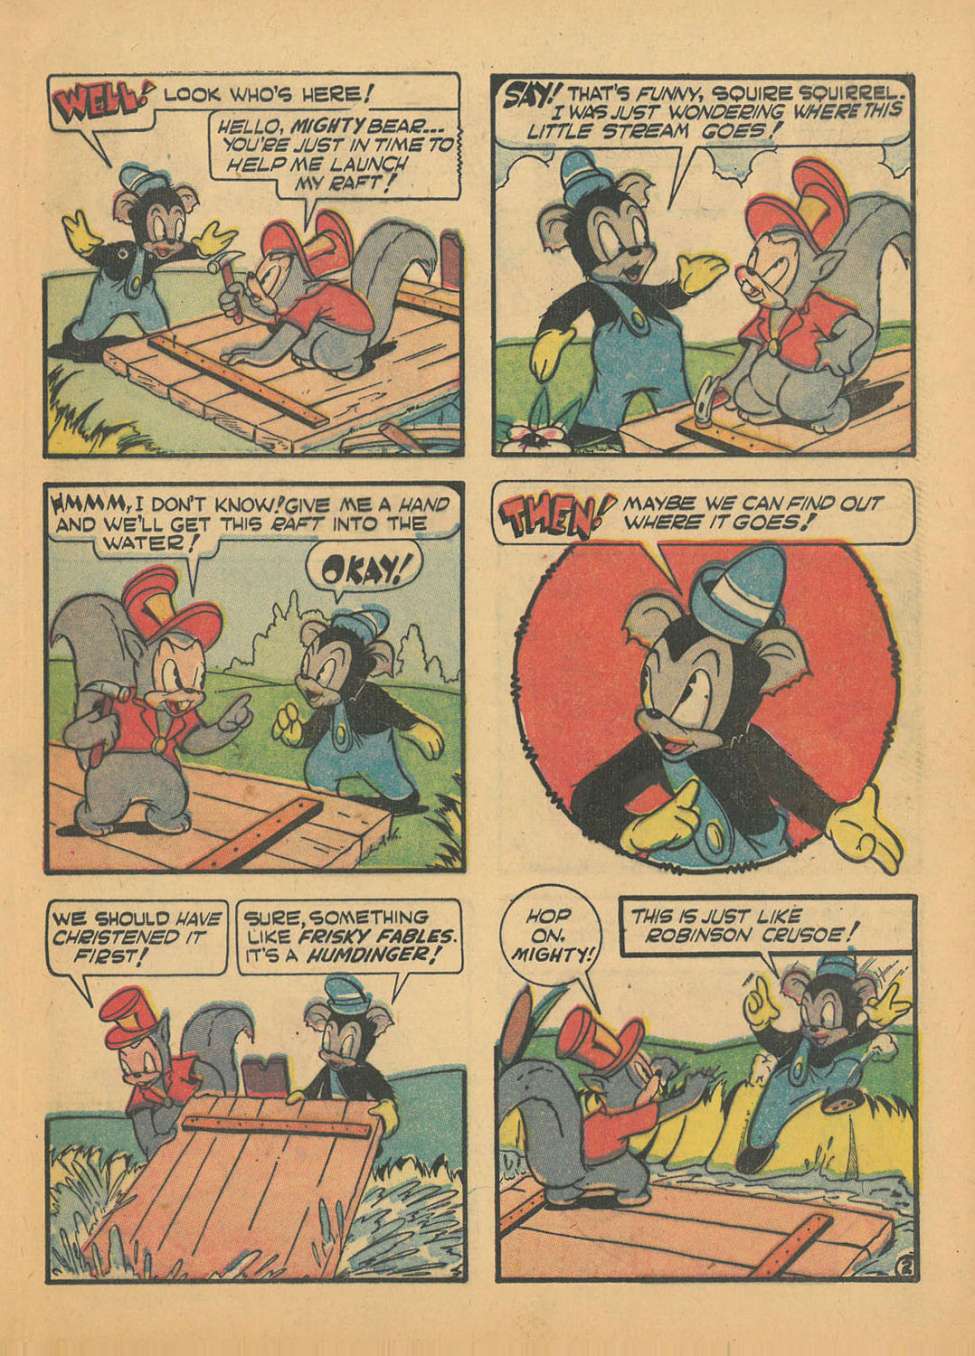 WELL! LOOK WHO'S HERE!
HELLO, MIGHTY BEAR...
YOU'RE JUST IN TIME TO
HELP ME LAUNCH
MY RAFT!
SAY! THAT'S FUNNY, SQUIRE SQUIRREL.
I WAS JUST WONDERING WHERE THIS
LITTLE STREAM GOES!
HMMM, I DON'T KNOW! GIVE ME A HAND
AND WE'LL GET THIS RAFT INTO THE
WATER!
OKAY!
THEN! MAYBE WE CAN FIND OUT
WHERE IT GOES!
WE SHOULD HAVE
CHRISTENED IT
FIRST!
SURE, SOMETHING
LIKE FRISKY FABLES.
IT'S A HUMDINGER!
HOP
ON,
MIGHTY!
THIS IS JUST LIKE
ROBINSON CRUSOE!
2